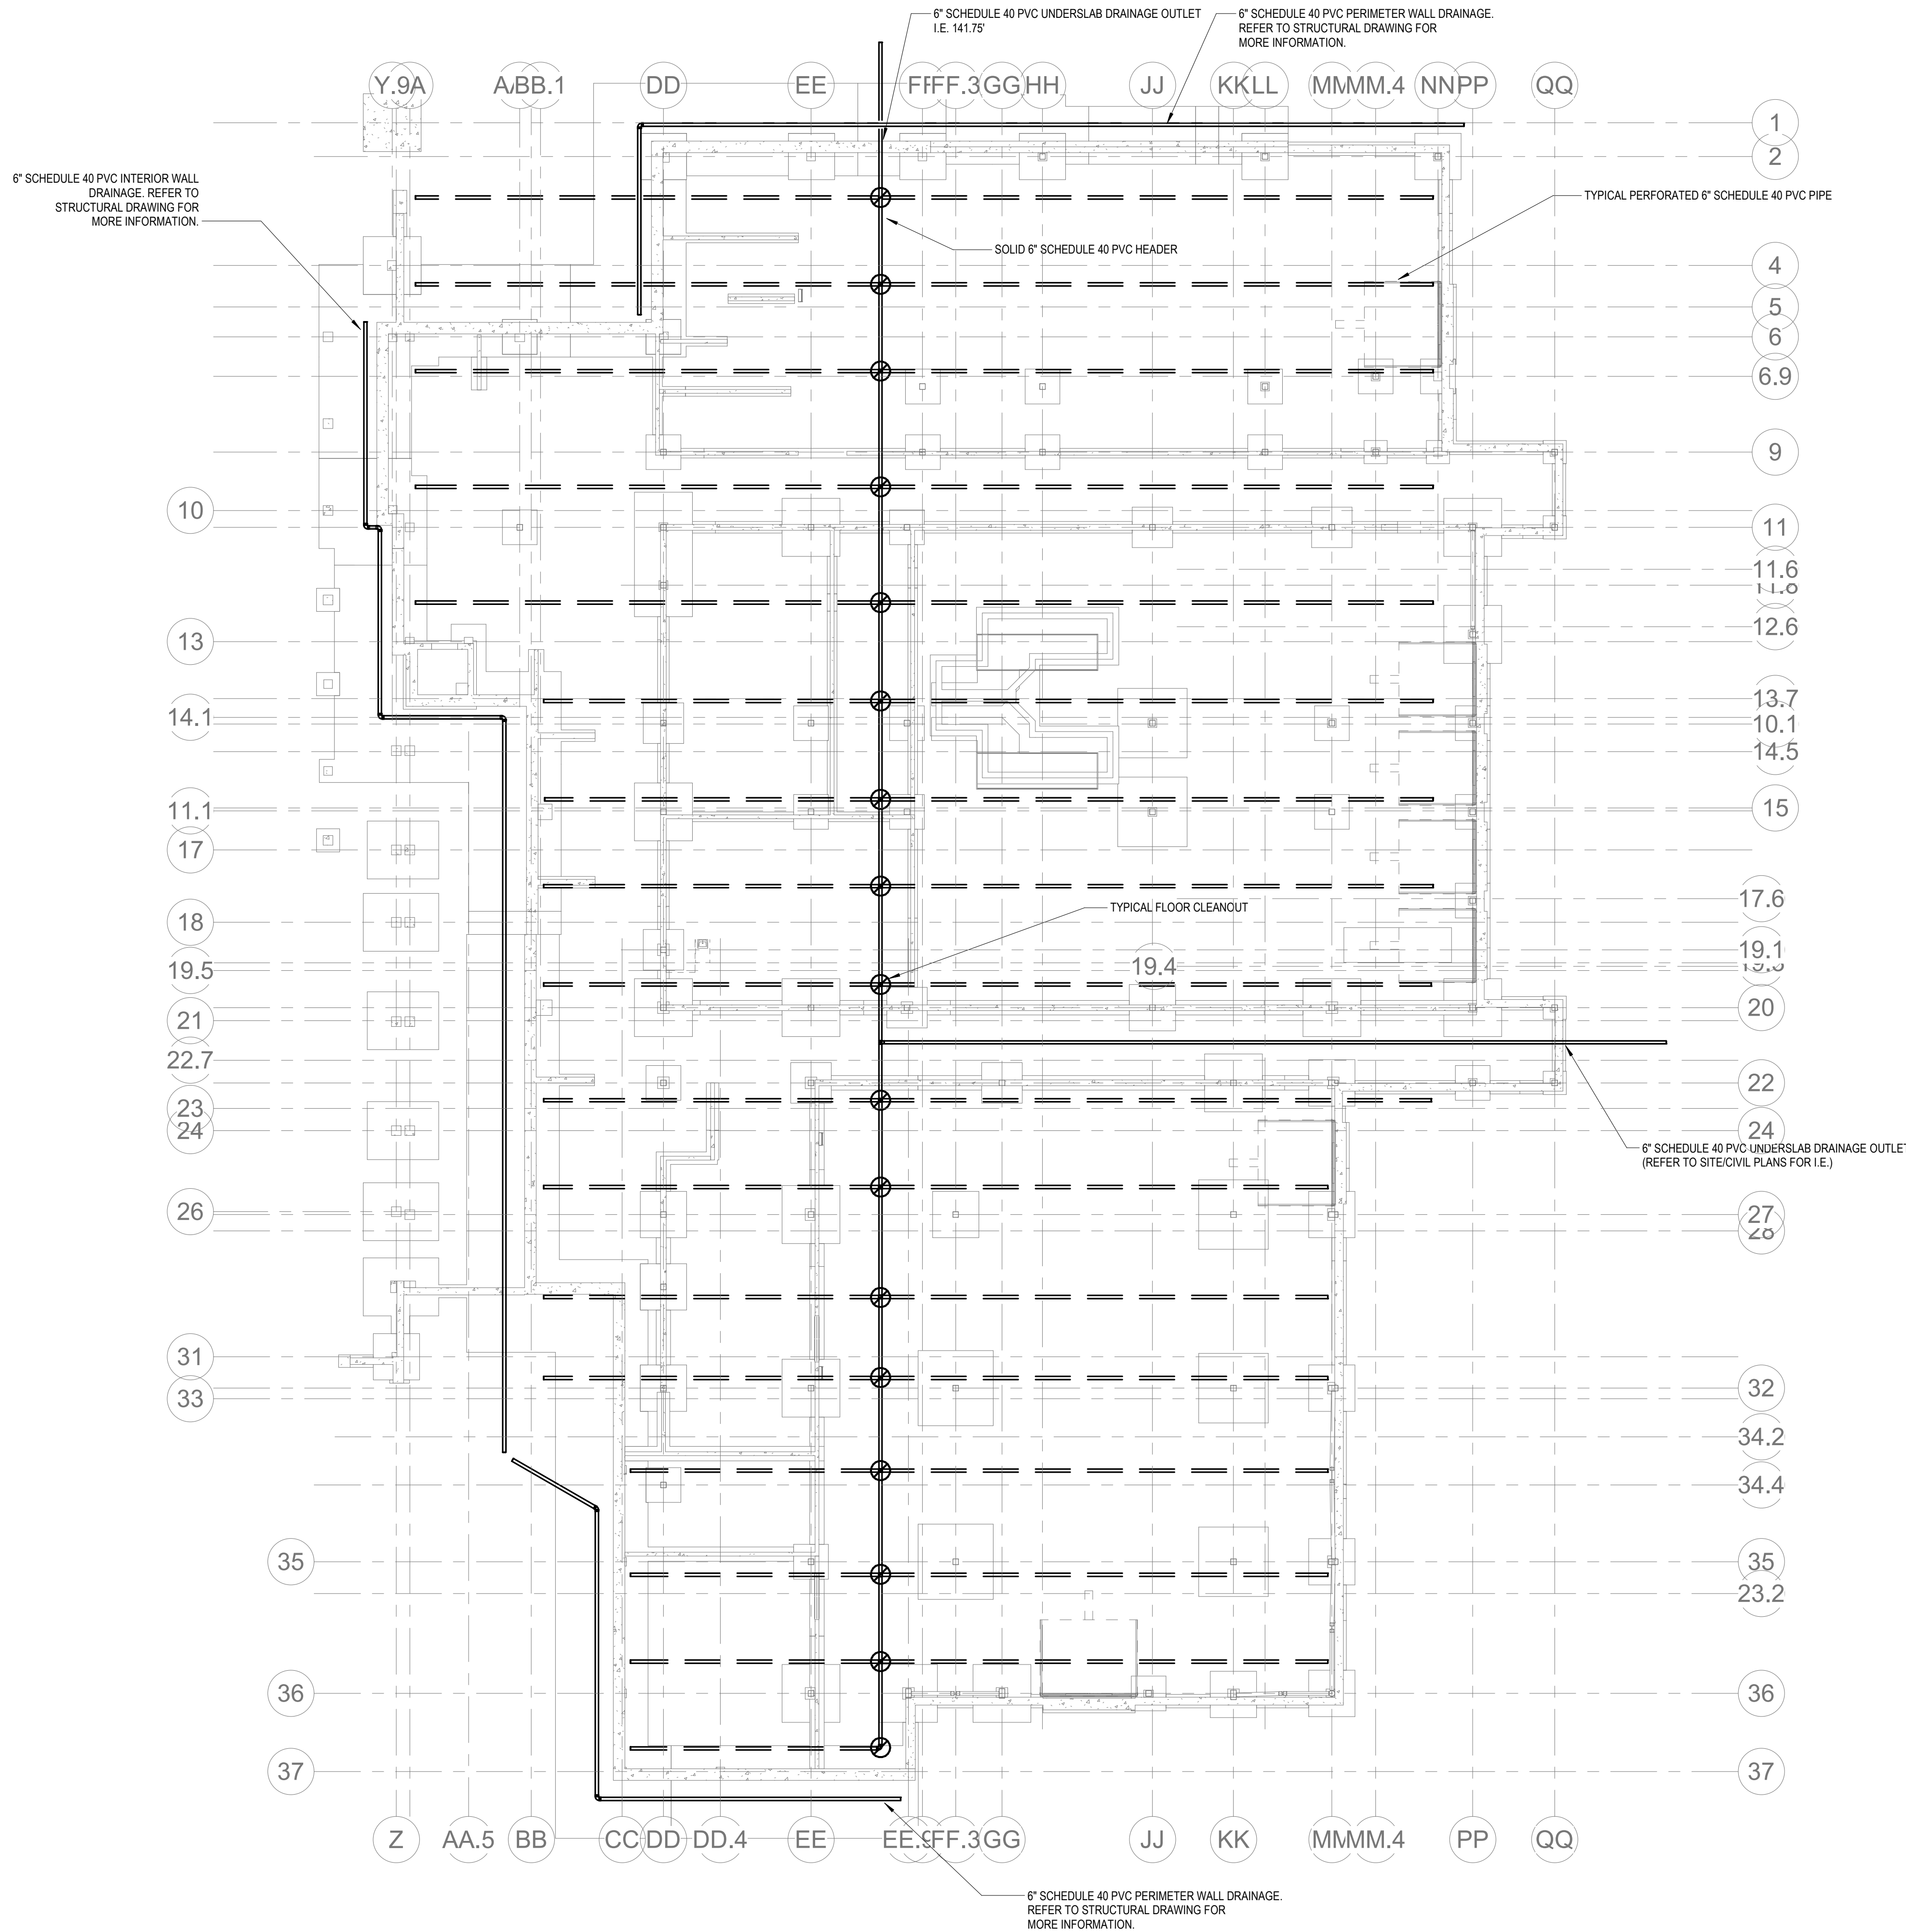 6" SCHEDULE 40 PVC UNDERSLAB DRAINAGE OUTLET
I.E. 141.75'
6" SCHEDULE 40 PVC PERIMETER WALL DRAINAGE.
REFER TO STRUCTURAL DRAWING FOR
MORE INFORMATION.
Y.9 A BB.1 DD EE FF.3 GG HH JJ KK LL MM MM.4 NN PP QQ
1
2
6" SCHEDULE 40 PVC INTERIOR WALL
DRAINAGE. REFER TO
STRUCTURAL DRAWING FOR
MORE INFORMATION.
TYPICAL PERFORATED 6" SCHEDULE 40 PVC PIPE
SOLID 6" SCHEDULE 40 PVC HEADER
4
5
6
6.9
9
10
11
11.6
11.8
12.6
13
13.7
14.1
10.1
14.5
11.1
15
17
17.6
TYPICAL FLOOR CLEANOUT
18
19.1
19.5
19.4
20
21
22.7
22
23
24
24
6" SCHEDULE 40 PVC UNDERSLAB DRAINAGE OUTLET
(REFER TO SITE/CIVIL PLANS FOR I.E.)
26
27
28
31
32
33
34.2
34.4
35
35
23.2
36
36
37
37
Z AA.5 BB CC DD DD.4 EE FF.3 GG JJ KK MM MM.4 PP QQ
6" SCHEDULE 40 PVC PERIMETER WALL DRAINAGE.
REFER TO STRUCTURAL DRAWING FOR
MORE INFORMATION.